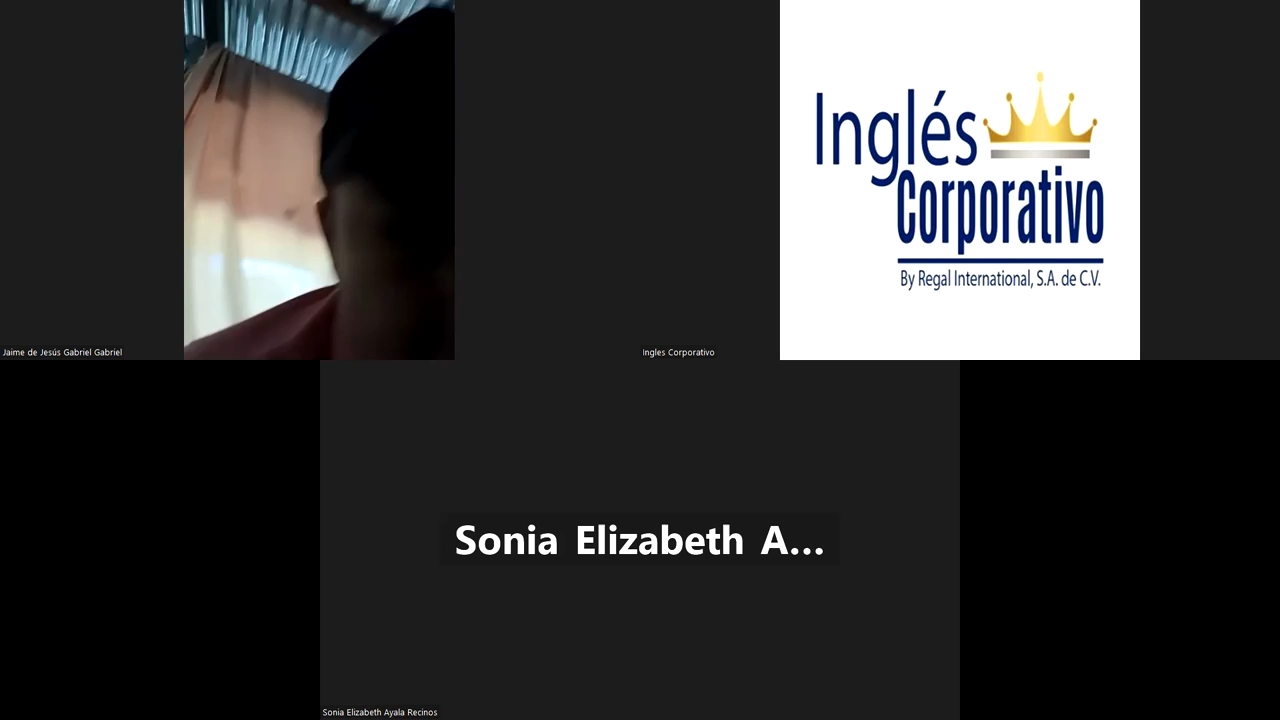 Inglés
Corporativo
By Regal International, S.A. de C.V.
Jaime de Jesús Gabriel Gabriel
Ingles Corporativo
Sonia Elizabeth A...
Sonia Elizabeth Ayala Recinos